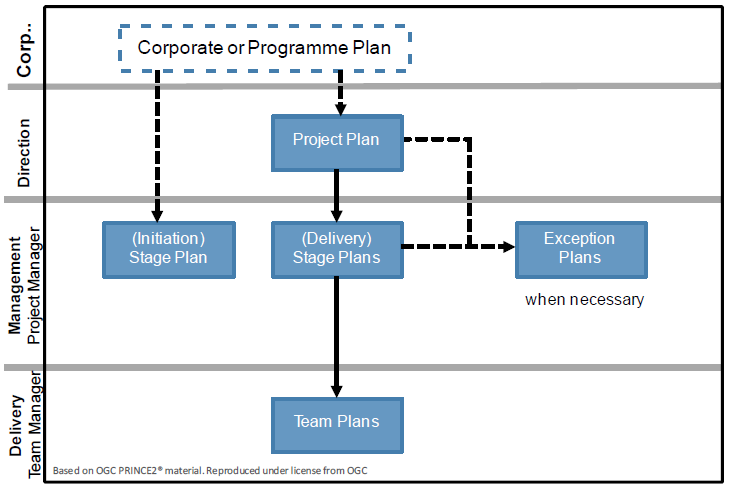 Corp..
Corporate or Programme Plan
Direction
Project Plan
Management
Project Manager
(Initiation)
Stage Plan
(Delivery)
Stage Plans
Exception
Plans
when necessary
Delivery
Team Manager
Team Plans
Based on OGC PRINCE2® material. Reproduced under license from OGC